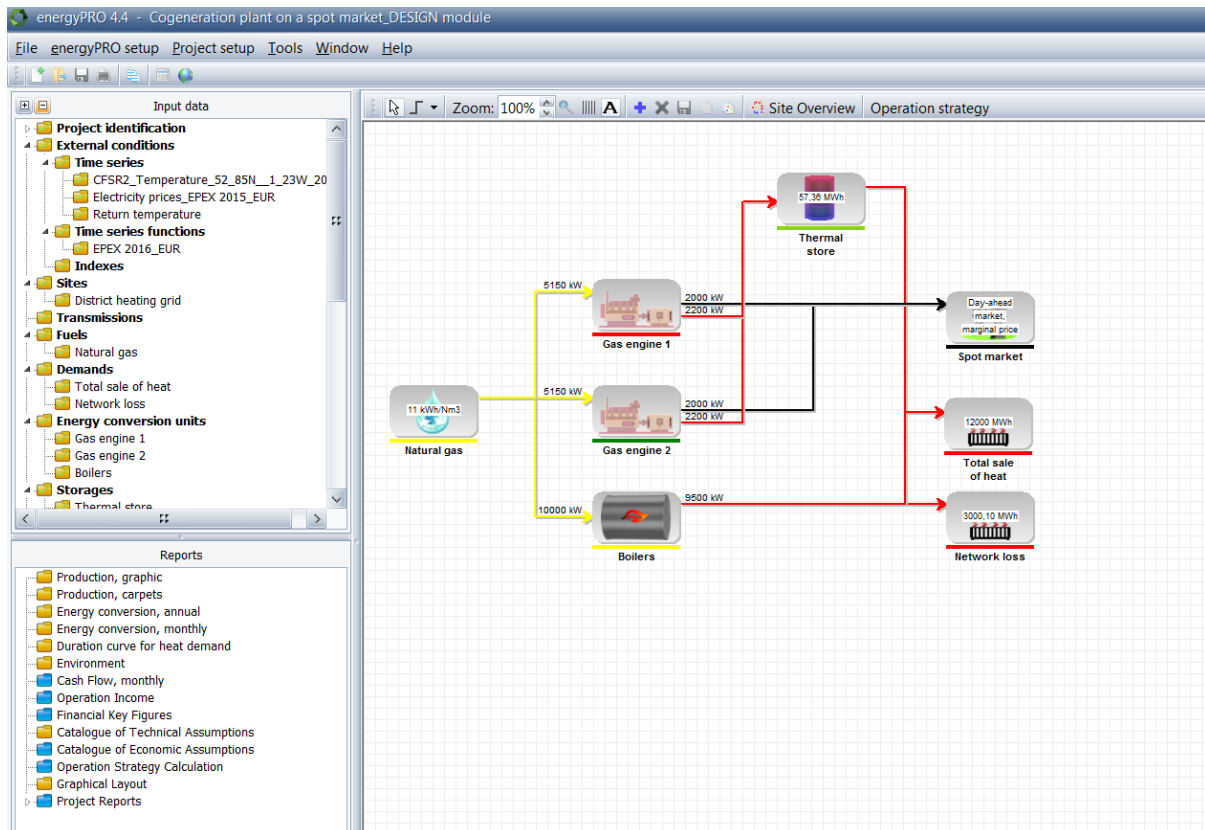 energyPRO 4.4 - Cogeneration plant on a spot market_DESIGN module
File energyPRO setup Project setup Tools Window Help
Input data
Project identification
External conditions
Time series
CFSR2_Temperature_52_85N__1_23W_20
Electricity prices_EPEX 2015_EUR
Return temperature
Time series functions
EPEX 2016_EUR
Indexes
Sites
District heating grid
Transmissions
Fuels
Natural gas
Demands
Total sale of heat
Network loss
Energy conversion units
Gas engine 1
Gas engine 2
Boilers
Storages
Thermal store
Reports
Production, graphic
Production, carpets
Energy conversion, annual
Energy conversion, monthly
Duration curve for heat demand
Environment
Cash Flow, monthly
Operation Income
Financial Key Figures
Catalogue of Technical Assumptions
Catalogue of Economic Assumptions
Operation Strategy Calculation
Graphical Layout
Project Reports
Zoom: 100% A Site Overview Operation strategy
57,36 MWh
Thermal
store
5150 kW
2000 kW
2200 kW
Gas engine 1
Day-ahead
market,
marginal price
Spot market
11 kWh/Nm3
Natural gas
5150 kW
2000 kW
2200 kW
Gas engine 2
12000 MWh
Total sale
of heat
10000 kW
9500 kW
Boilers
3000,10 MWh
Network loss